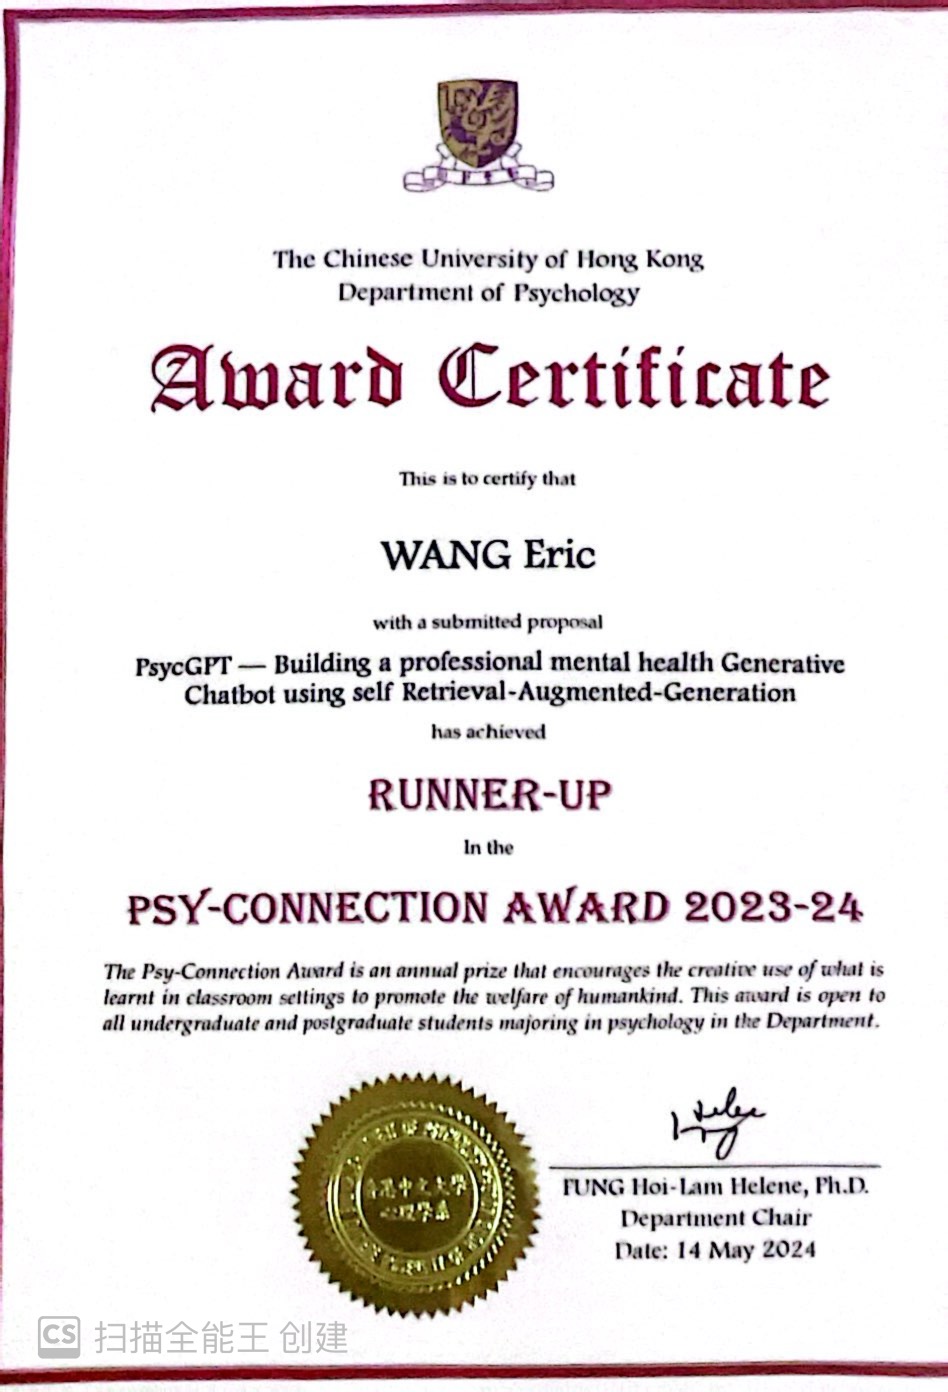 The Chinese University of Hong Kong
Department of Psychology
Award Certificate
This is to certify that
WANG Eric
with a submitted proposal
PsycGPT — Building a professional mental health Generative
Chatbot using self Retrieval-Augmented-Generation
has achieved
RUNNER-UP
In the
PSY-CONNECTION AWARD 2023-24
The Psy-Connection Award is an annual prize that encourages the creative use of what is
learnt in classroom settings to promote the welfare of humankind. This award is open to
all undergraduate and postgraduate students majoring in psychology in the Department.
香港中文大學
心理學系
FUNG Hoi-Lam Helene, Ph.D.
Department Chair
Date: 14 May 2024
CS 扫描全能王 创建